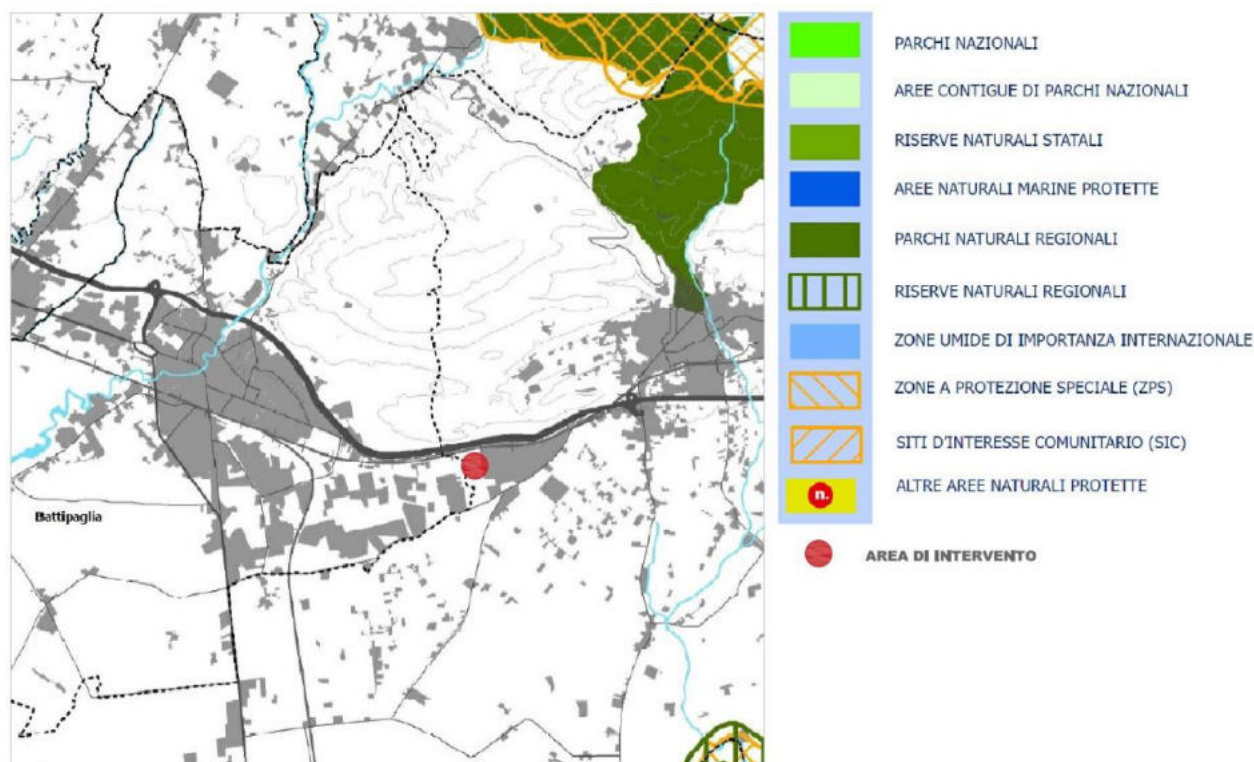 PARCHI NAZIONALI
AREE CONTIGUE DI PARCHI NAZIONALI
RISERVE NATURALI STATALI
AREE NATURALI MARINE PROTETTE
PARCHI NATURALI REGIONALI
RISERVE NATURALI REGIONALI
ZONE UMIDE DI IMPORTANZA INTERNAZIONALE
ZONE A PROTEZIONE SPECIALE (ZPS)
SITI D'INTERESSE COMUNITARIO (SIC)
n.
ALTRE AREE NATURALI PROTETTE
AREA DI INTERVENTO
Battipaglia